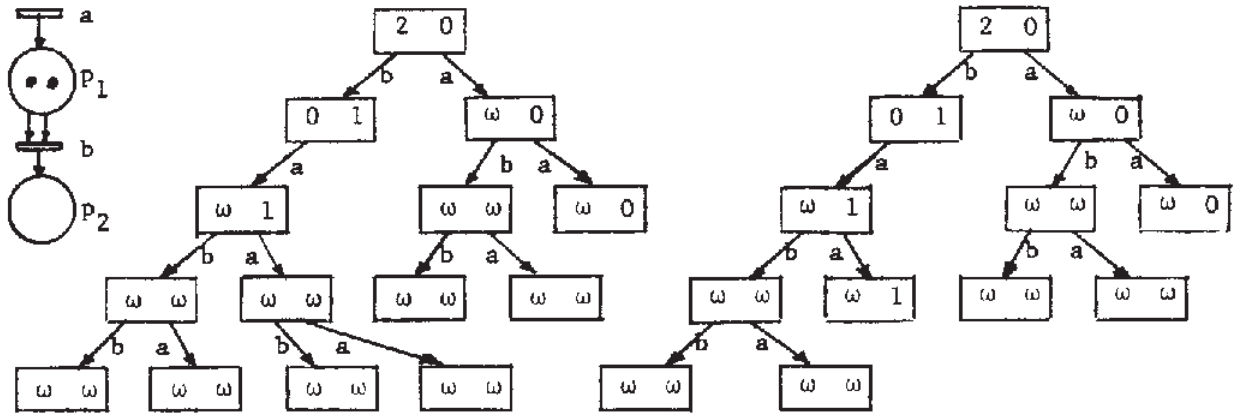 a
p1
b
p2
2 0
b a
0 1 ω 0
a b a
ω 1 ω ω ω 0
b a b a
ω ω ω ω ω ω ω ω
b a b a
ω ω ω ω ω ω ω ω
2 0
b a
0 1 ω 0
a b a
ω 1 ω ω ω 0
b a b a
ω ω ω 1 ω ω ω ω
b a
ω ω ω ω